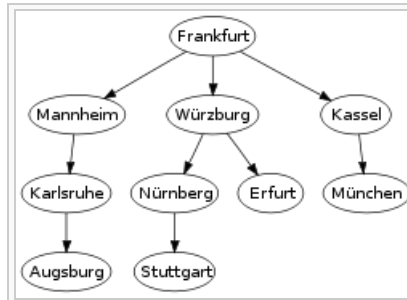 Frankfurt
Mannheim
Würzburg
Kassel
Karlsruhe
Nürnberg
Erfurt
München
Augsburg
Stuttgart